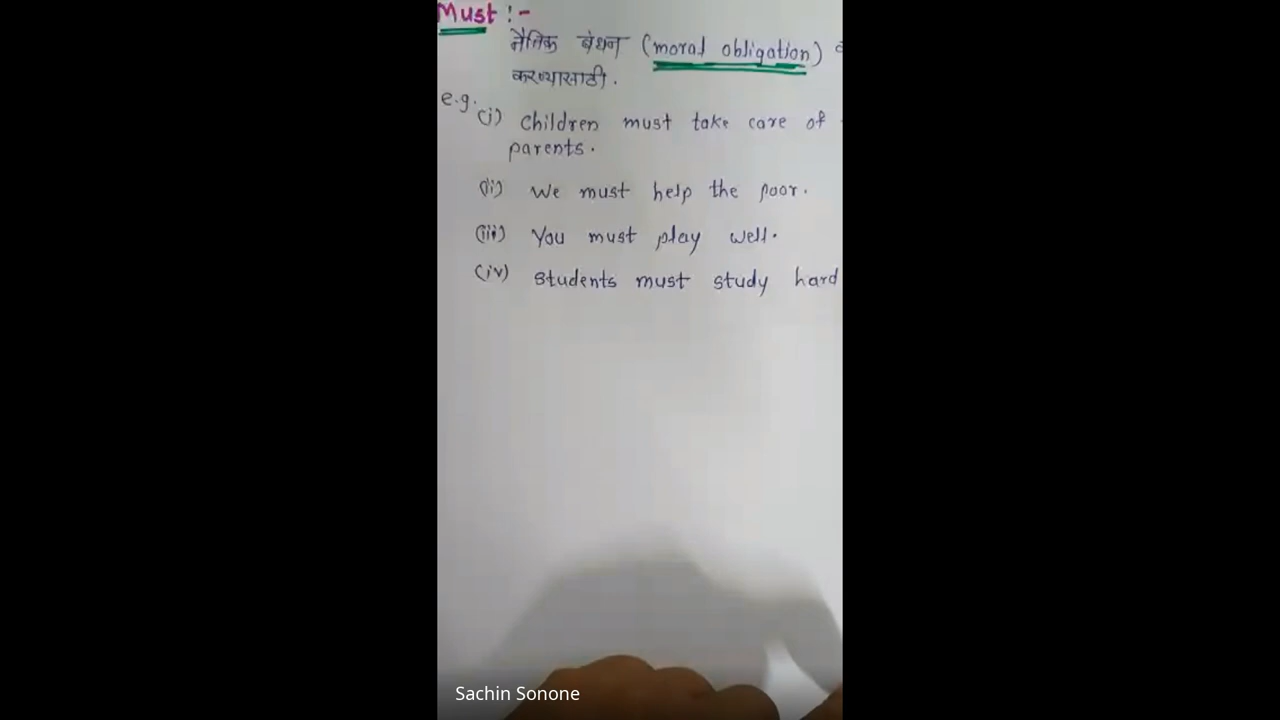 Must :-
नैतिक बंधन (moral obligation)
करण्यासाठी.
e.g.
(i) Children must take care of
parents.
(ii) We must help the poor.
(iii) You must play well.
(iv) Students must study hard
Sachin Sonone